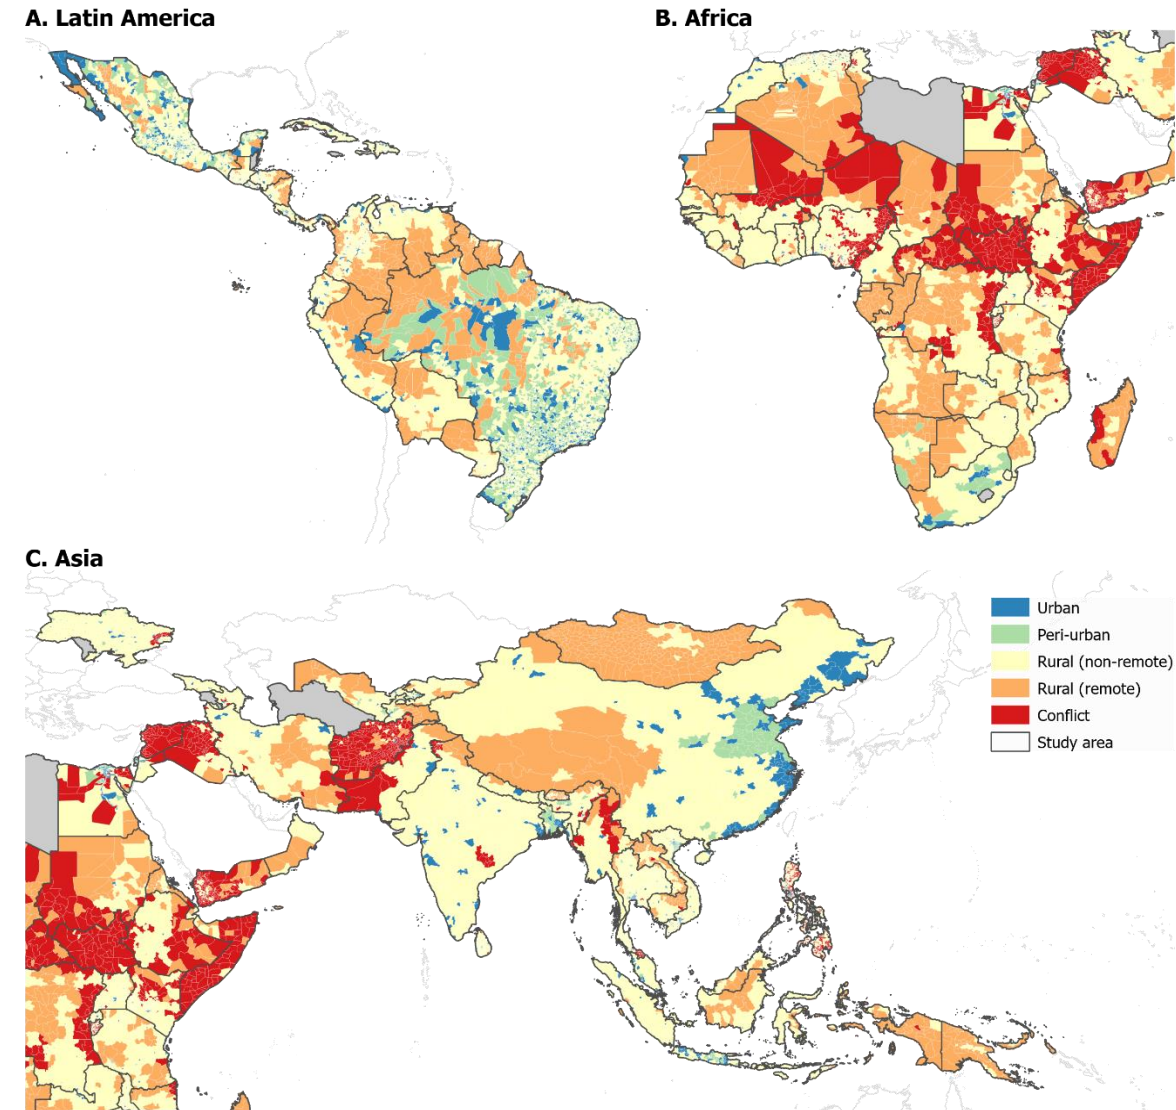 A. Latin America
B. Africa
C. Asia
Urban
Peri-urban
Rural (non-remote)
Rural (remote)
Conflict
Study area